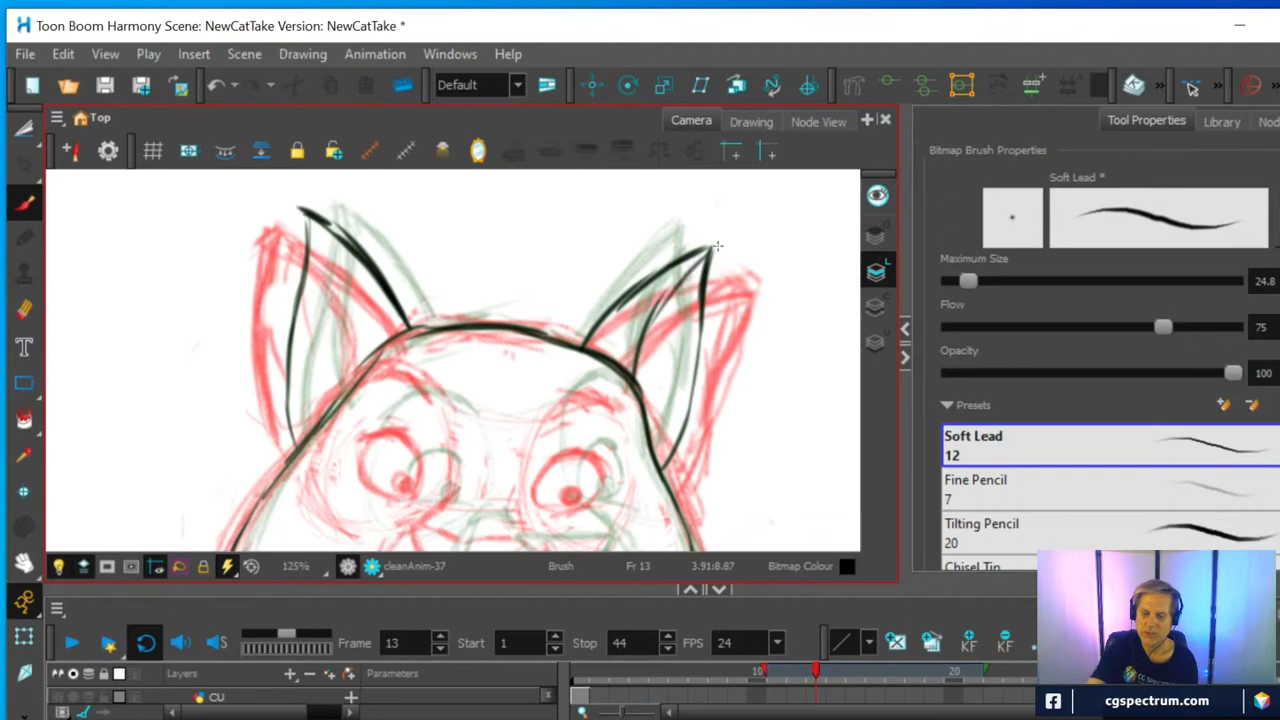 Toon Boom Harmony Scene: NewCatTake Version: NewCatTake *
File Edit View Play Insert Scene Drawing Animation Windows Help
Default
Top
Camera Drawing Node View
Tool Properties Library Nod
Bitmap Brush Properties
Soft Lead *
Maximum Size
24.8
Flow
75
Opacity
100
Presets
Soft Lead
12
Fine Pencil
7
Tilting Pencil
20
Chisel Tip
125% cleanAnim-37 Brush Fr 13 3.91:8.87 Bitmap Colour
Frame 13 Start 1 Stop 44 FPS 24 KF KF
Layers Parameters 10 20
CU
cgspectrum.com